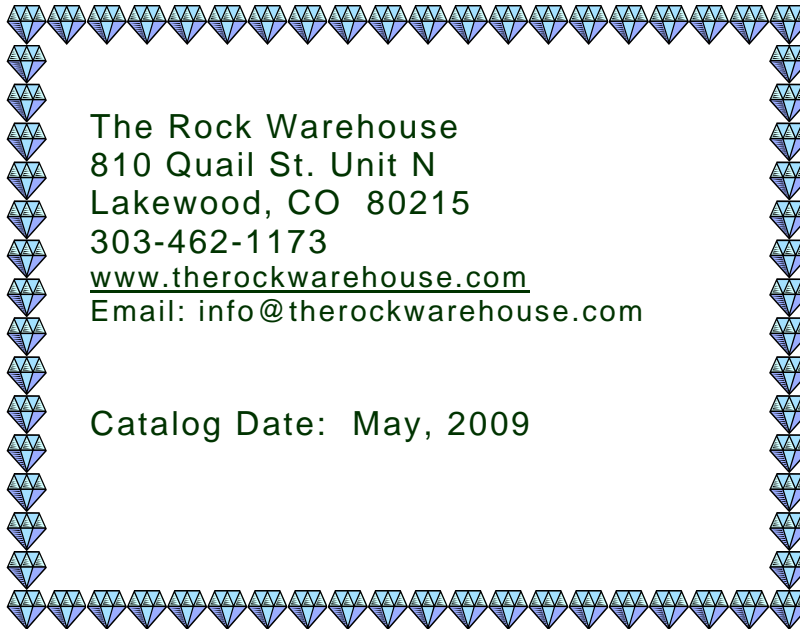 The Rock Warehouse
810 Quail St. Unit N
Lakewood, CO  80215
303-462-1173
www.therockwarehouse.com
Email: info@therockwarehouse.com
Catalog Date:  May, 2009